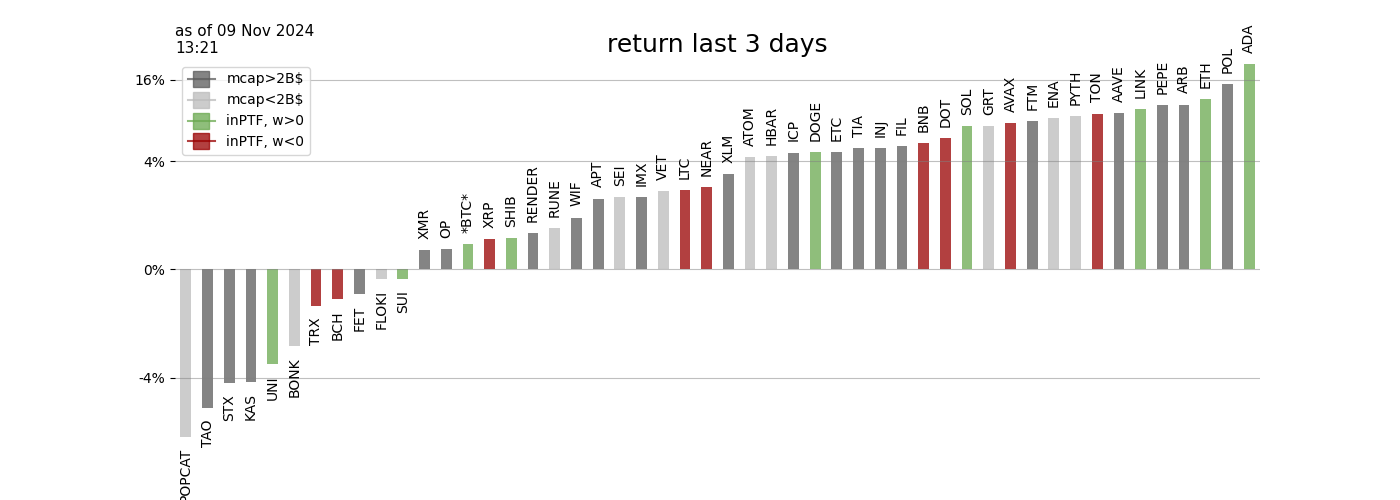 as of 09 Nov 2024
13:21
return last 3 days
mcap>2B$
mcap<2B$
inPTF, w>0
inPTF, w<0
16%
4%
0%
-4%
POPCAT
TAO
STX
KAS
UNI
BONK
TRX
BCH
FET
FLOKI
SUI
XMR
OP
*BTC*
XRP
SHIB
RENDER
RUNE
WIF
APT
SEI
IMX
VET
LTC
NEAR
XLM
ATOM
HBAR
ICP
DOGE
ETC
TIA
INJ
FIL
BNB
DOT
SOL
GRT
AVAX
FTM
ENA
PYTH
TON
AAVE
LINK
PEPE
ARB
ETH
POL
ADA